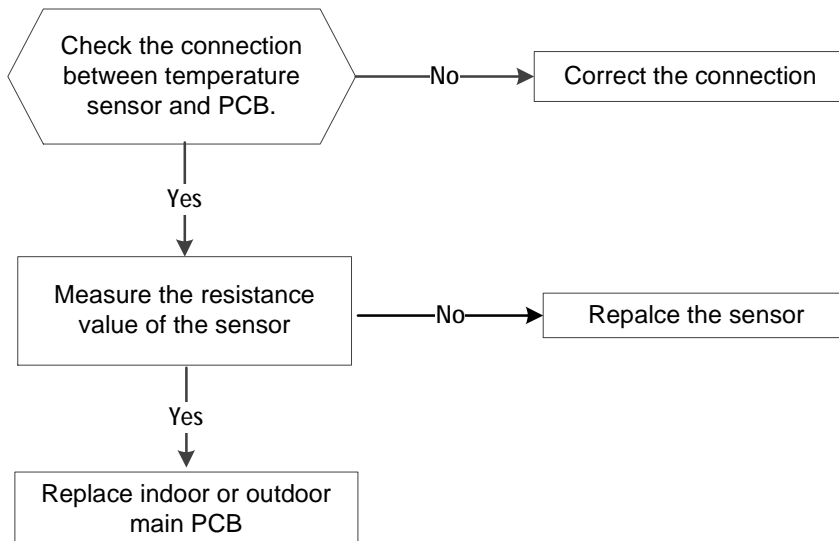 Check the connection
between temperature
sensor and PCB.
No
Correct the connection
Yes
Measure the resistance
value of the sensor
No
Repalce the sensor
Yes
Replace indoor or outdoor
main PCB